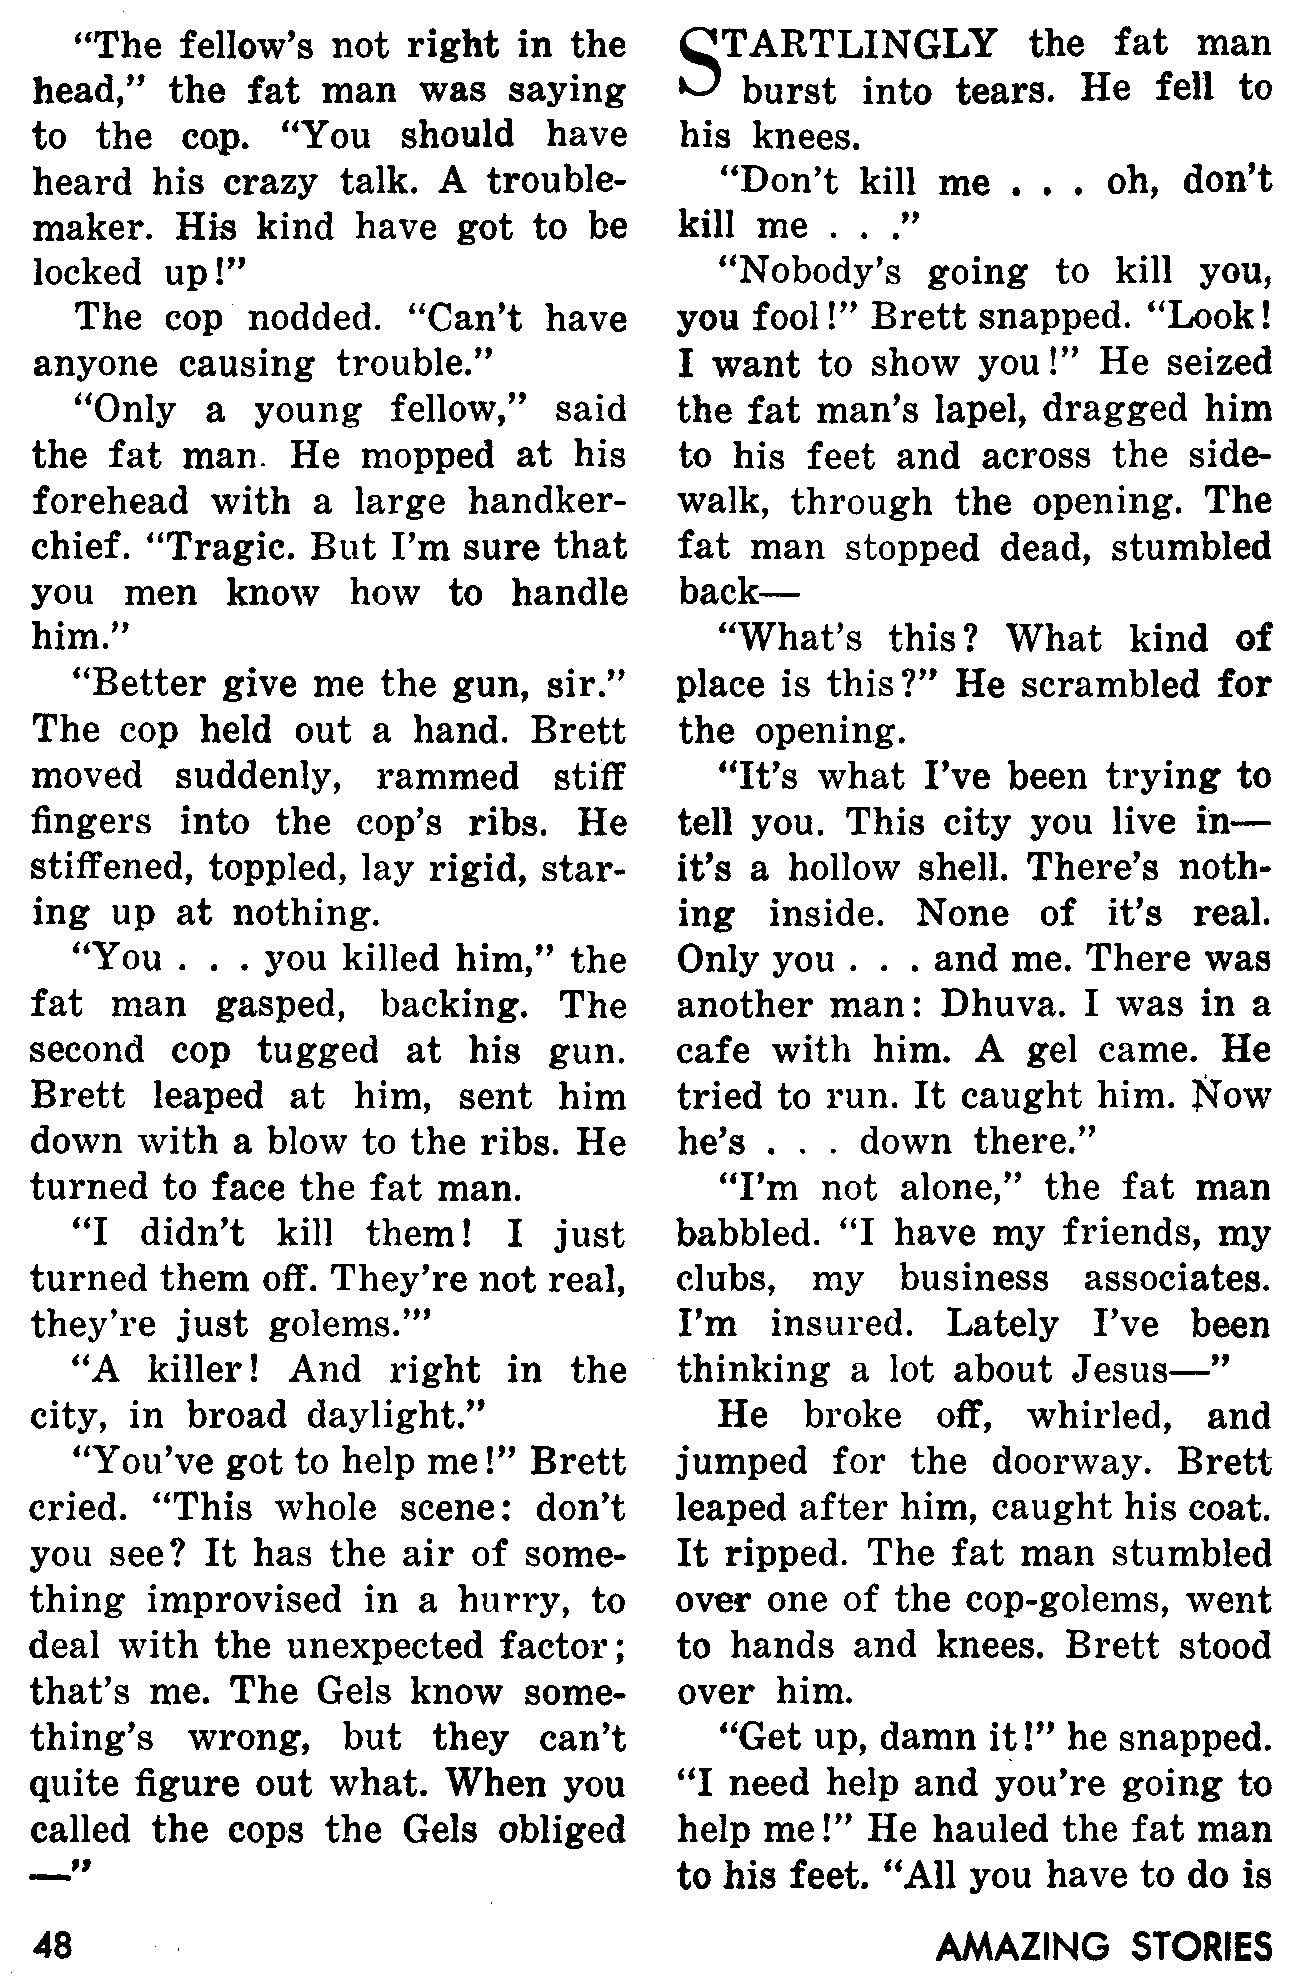 “The fellow’s not right in the
head,” the fat man was saying
to the cop. “You should have
heard his crazy talk. A trouble-
maker. His kind have got to be
locked up!”
The cop nodded. “Can’t have
anyone causing trouble.”
“Only a young fellow,” said
the fat man. He mopped at his
forehead with a large handker-
chief. “Tragic. But I’m sure that
you men know how to handle
him.”
“Better give me the gun, sir.”
The cop held out a hand. Brett
moved suddenly, rammed stiff
fingers into the cop’s ribs. He
stiffened, toppled, lay rigid, star-
ing up at nothing.
“You . . . you killed him,” the
fat man gasped, backing. The
second cop tugged at his gun.
Brett leaped at him, sent him
down with a blow to the ribs. He
turned to face the fat man.
“I didn’t kill them! I just
turned them off. They’re not real,
they’re just golems.’”
“A killer! And right in the
city, in broad daylight.”
“You’ve got to help me!” Brett
cried. “This whole scene: don’t
you see? It has the air of some-
thing improvised in a hurry, to
deal with the unexpected factor;
that’s me. The Gels know some-
thing’s wrong, but they can’t
quite figure out what. When you
called the cops the Gels obliged
—”
STARTLINGLY the fat man
burst into tears. He fell to
his knees.
“Don’t kill me . . . oh, don’t
kill me . . .”
“Nobody’s going to kill you,
you fool!” Brett snapped. “Look!
I want to show you!” He seized
the fat man’s lapel, dragged him
to his feet and across the side-
walk, through the opening. The
fat man stopped dead, stumbled
back—
“What’s this? What kind of
place is this?” He scrambled for
the opening.
“It’s what I’ve been trying to
tell you. This city you live in—
it’s a hollow shell. There’s noth-
ing inside. None of it’s real.
Only you . . . and me. There was
another man: Dhuva. I was in a
cafe with him. A gel came. He
tried to run. It caught him. Now
he’s . . . down there.”
“I’m not alone,” the fat man
babbled. “I have my friends, my
clubs, my business associates.
I’m insured. Lately I’ve been
thinking a lot about Jesus—”
He broke off, whirled, and
jumped for the doorway. Brett
leaped after him, caught his coat.
It ripped. The fat man stumbled
over one of the cop-golems, went
to hands and knees. Brett stood
over him.
“Get up, damn it!” he snapped.
“I need help and you’re going to
help me!” He hauled the fat man
to his feet. “All you have to do is
48
AMAZING STORIES